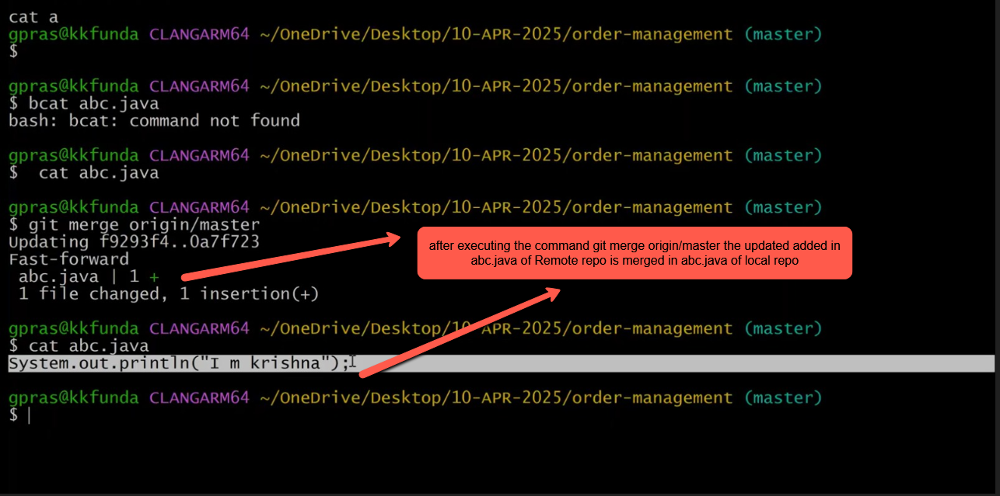 cat a
gpras@kkfunda CLANGARM64 ~/OneDrive/Desktop/10-APR-2025/order-management (master)
$
gpras@kkfunda CLANGARM64 ~/OneDrive/Desktop/10-APR-2025/order-management (master)
$ bcat abc.java
bash: bcat: command not found
gpras@kkfunda CLANGARM64 ~/OneDrive/Desktop/10-APR-2025/order-management (master)
$  cat abc.java
gpras@kkfunda CLANGARM64 ~/OneDrive/Desktop/10-APR-2025/order-management (master)
$ git merge origin/master
Updating f9293f4..0a7f723
Fast-forward
 abc.java | 1 +
 1 file changed, 1 insertion(+)
after executing the command git merge origin/master the updated added in
abc.java of Remote repo is merged in abc.java of local repo
gpras@kkfunda CLANGARM64 ~/OneDrive/Desktop/10-APR-2025/order-management (master)
$ cat abc.java
System.out.println("I m krishna");
gpras@kkfunda CLANGARM64 ~/OneDrive/Desktop/10-APR-2025/order-management (master)
$